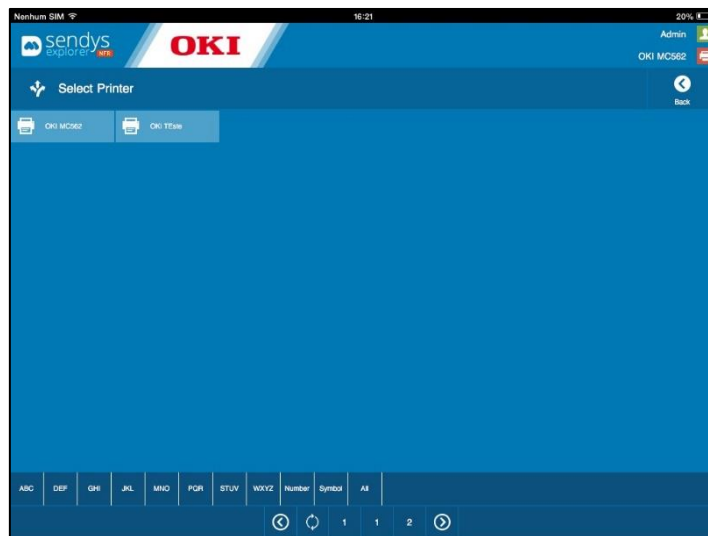 Nenhum SIM 16:21 20%
sendys
explorer NFR
OKI
Admin
OKI MC562
Select Printer
Back
OKI MC562 OKI TEste
ABC DEF GHI JKL MNO PQR STUV WXYZ Number Symbol All
1 1 2